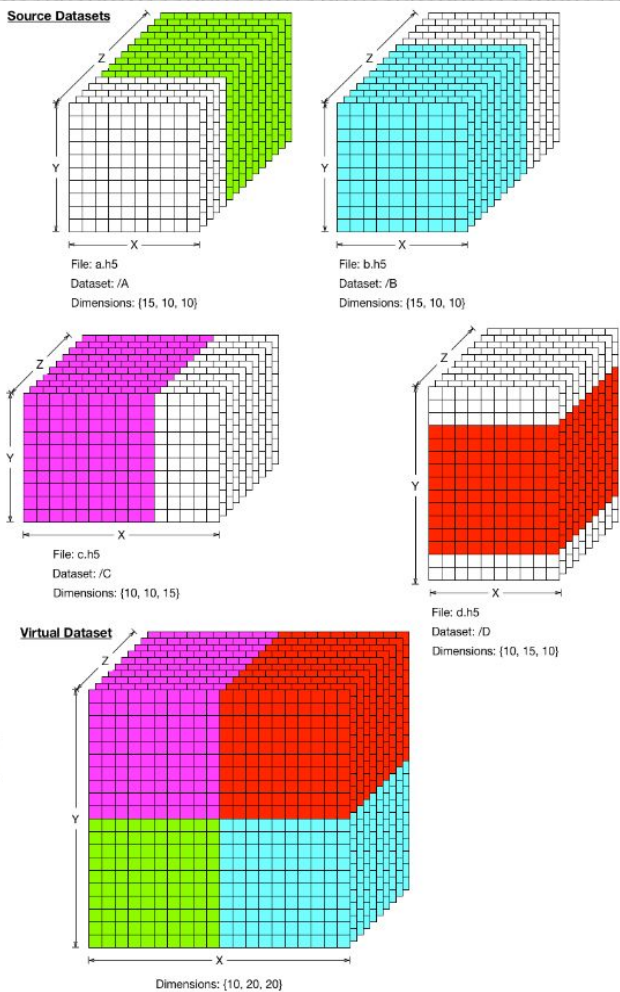 Source Datasets
Z
Y
X
File: a.h5
Dataset: /A
Dimensions: {15, 10, 10}
Z
Y
X
File: b.h5
Dataset: /B
Dimensions: {15, 10, 10}
Z
Y
X
File: c.h5
Dataset: /C
Dimensions: {10, 10, 15}
Z
Y
X
File: d.h5
Dataset: /D
Dimensions: {10, 15, 10}
Virtual Dataset
Z
Y
X
Dimensions: {10, 20, 20}